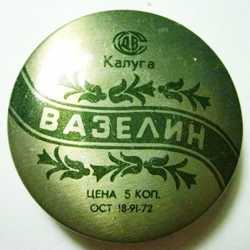 Калуга
ВАЗЕЛИН
ЦЕНА 5 КОП.
ОСТ 18-91-72